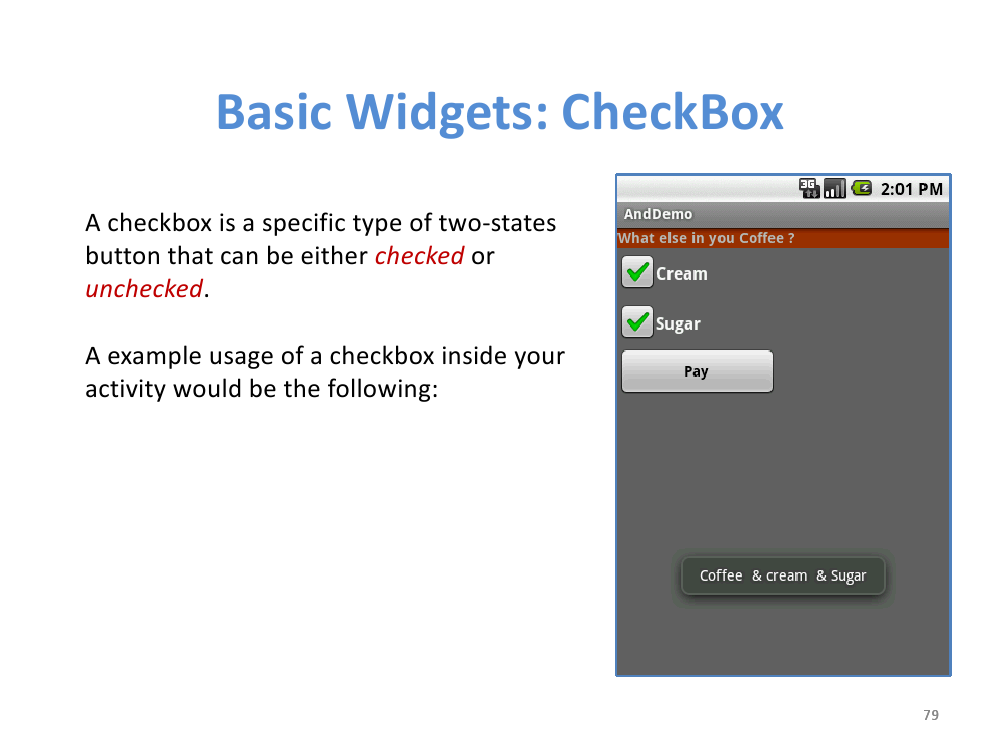 Basic Widgets: CheckBox
A checkbox is a specific type of two-states
button that can be either checked or
unchecked.
A example usage of a checkbox inside your
activity would be the following:
3G 2:01 PM
AndDemo
What else in you Coffee ?
Cream
Sugar
Pay
Coffee & cream & Sugar
79